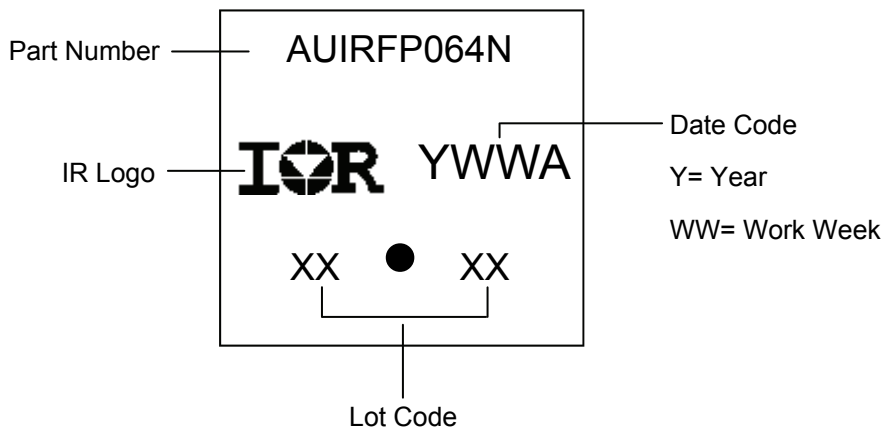 Part Number
AUIRFP064N
IR Logo
IOR
YWWA
Date Code
Y= Year
WW= Work Week
XX
XX
Lot Code